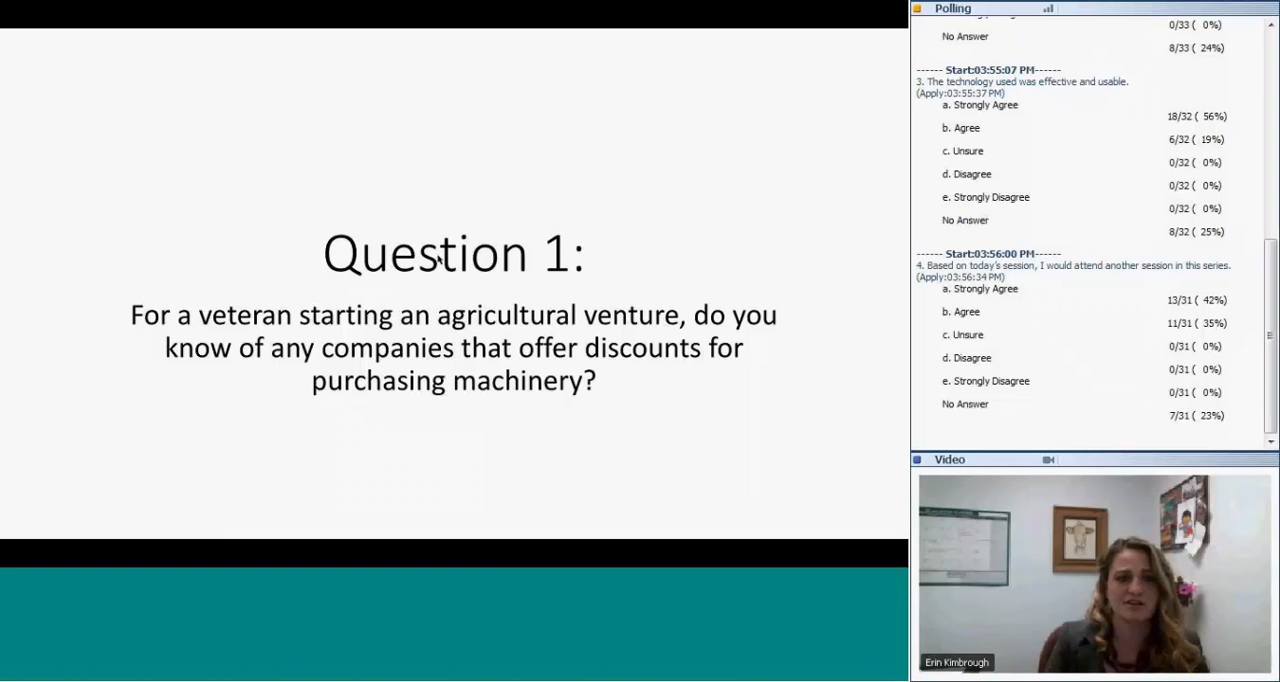 Question 1:
For a veteran starting an agricultural venture, do you
know of any companies that offer discounts for
purchasing machinery?
Polling
0/33 ( 0%)
No Answer
8/33 ( 24%)
------ Start:03:55:07 PM------
3. The technology used was effective and usable.
(Apply:03:55:37 PM)
a. Strongly Agree
18/32 ( 56%)
b. Agree
6/32 ( 19%)
c. Unsure
0/32 ( 0%)
d. Disagree
0/32 ( 0%)
e. Strongly Disagree
0/32 ( 0%)
No Answer
8/32 ( 25%)
------ Start:03:56:00 PM------
4. Based on today's session, I would attend another session in this series.
(Apply:03:56:34 PM)
a. Strongly Agree
13/31 ( 42%)
b. Agree
11/31 ( 35%)
c. Unsure
0/31 ( 0%)
d. Disagree
0/31 ( 0%)
e. Strongly Disagree
0/31 ( 0%)
No Answer
7/31 ( 23%)
Video
Erin Kimbrough